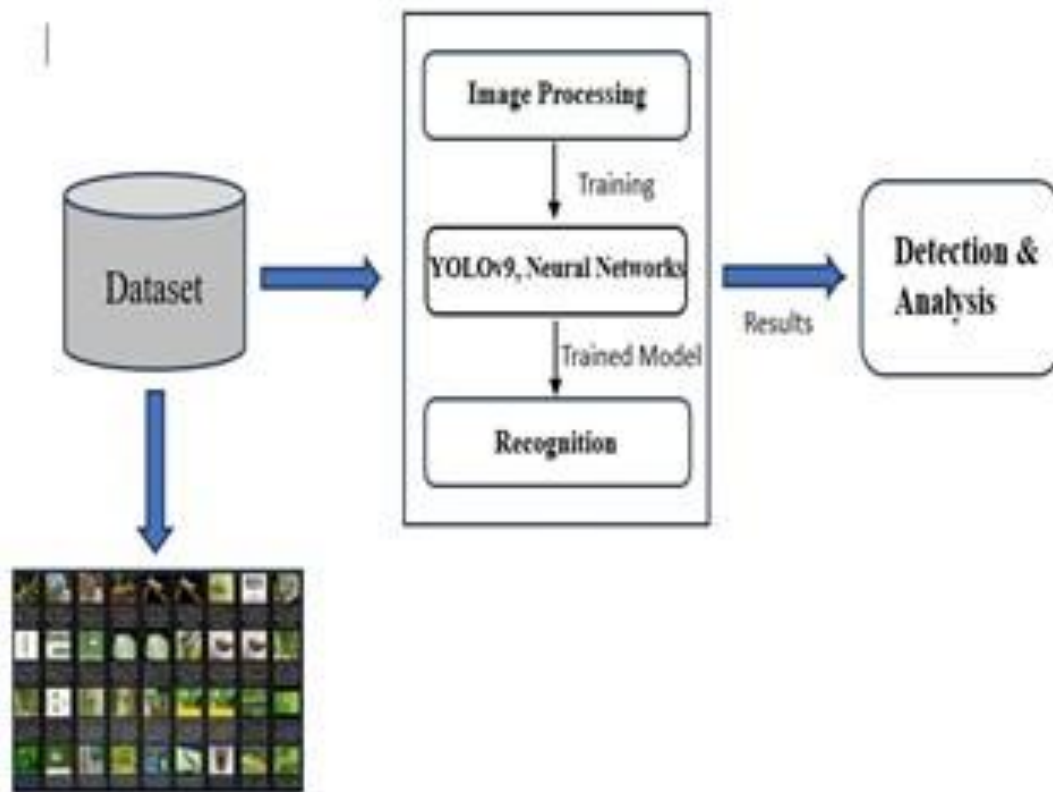 Image Processing
Training
Dataset
YOLOv9, Neural Networks
Detection &
Analysis
Results
Trained Model
Recognition